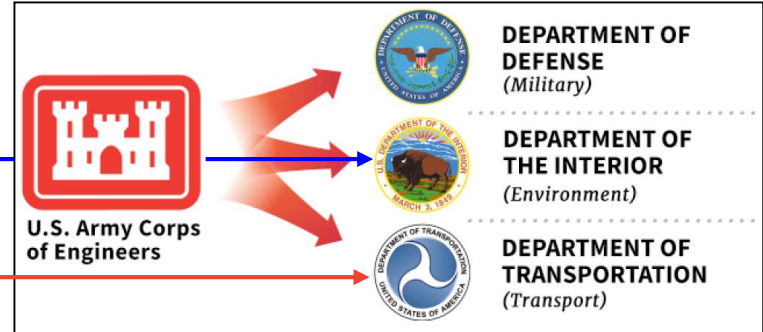 DEPARTMENT OF DEFENSE
UNITED STATES OF AMERICA
DEPARTMENT OF
DEFENSE
(Military)
U.S. DEPARTMENT OF THE INTERIOR
MARCH 3, 1849
DEPARTMENT OF
THE INTERIOR
(Environment)
U.S. Army Corps
of Engineers
DEPARTMENT OF TRANSPORTATION
UNITED STATES OF AMERICA
DEPARTMENT OF
TRANSPORTATION
(Transport)